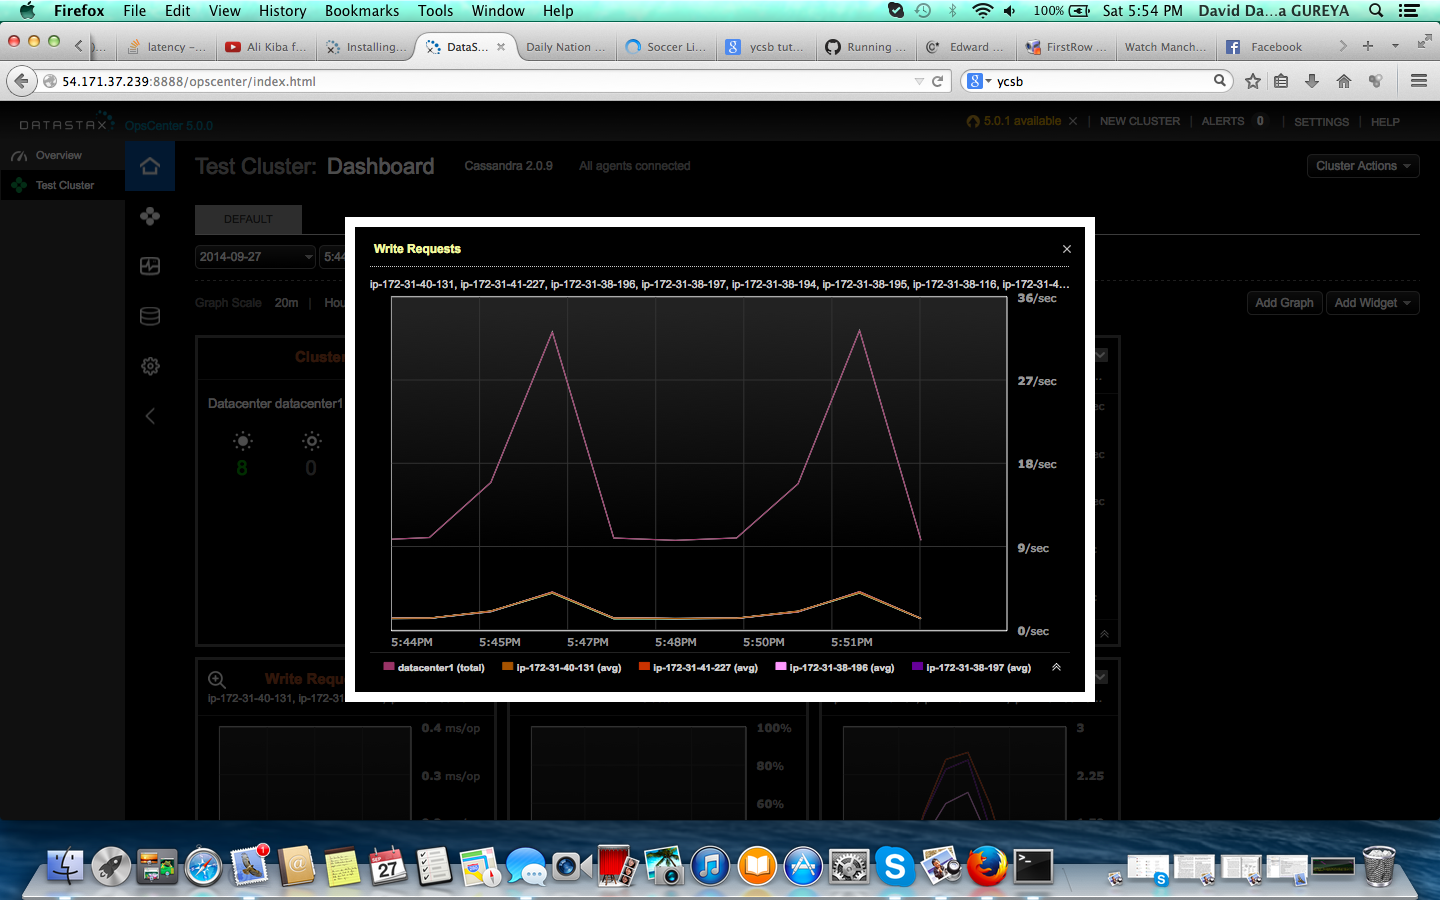 Firefox File Edit View History Bookmarks Tools Window Help 100% Sat 5:54 PM David Da...a GUREYA
)... latency –... Ali Kiba f... Installing... DataS... Daily Nation ... Soccer Li... ycsb tut... Running ... Edward ... FirstRow ... Watch Manch... Facebook
54.171.37.239:8888/opscenter/index.html ycsb
DATASTAX OpsCenter 5.0.0 5.0.1 available NEW CLUSTER ALERTS 0 SETTINGS HELP
Overview
Test Cluster
Test Cluster: Dashboard Cassandra 2.0.9 All agents connected Cluster Actions
DEFAULT
2014-09-27 5:44
Graph Scale 20m Hou Add Graph Add Widget
Cluster
Datacenter datacenter1
8 0
Write Requests
ip-172-31-40-131, ip-172-31-41-227, ip-172-31-38-196, ip-172-31-38-197, ip-172-31-38-194, ip-172-31-38-195, ip-172-31-38-116, ip-172-31-4...
36/sec
27/sec
18/sec
9/sec
0/sec
5:44PM 5:45PM 5:47PM 5:48PM 5:50PM 5:51PM
datacenter1 (total) ip-172-31-40-131 (avg) ip-172-31-41-227 (avg) ip-172-31-38-196 (avg) ip-172-31-38-197 (avg)
Write Requ
ip-172-31-40-131, ip-172-31
0.4 ms/op
0.3 ms/op
100%
80%
60%
3
2.25
SEP
27
1